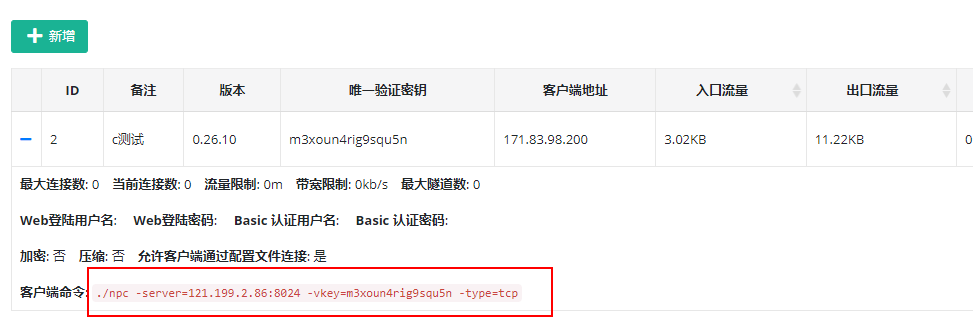 新增
ID 备注 版本 唯一验证密钥 客户端地址 入口流量 出口流量
2 c测试 0.26.10 m3xoun4rig9squ5n 171.83.98.200 3.02KB 11.22KB 0
最大连接数: 0 当前连接数: 0 流量限制: 0m 带宽限制: 0kb/s 最大隧道数: 0
Web登陆用户名: Web登陆密码: Basic 认证用户名: Basic 认证密码:
加密: 否 压缩: 否 允许客户端通过配置文件连接: 是
客户端命令: ./npc -server=121.199.2.86:8024 -vkey=m3xoun4rig9squ5n -type=tcp